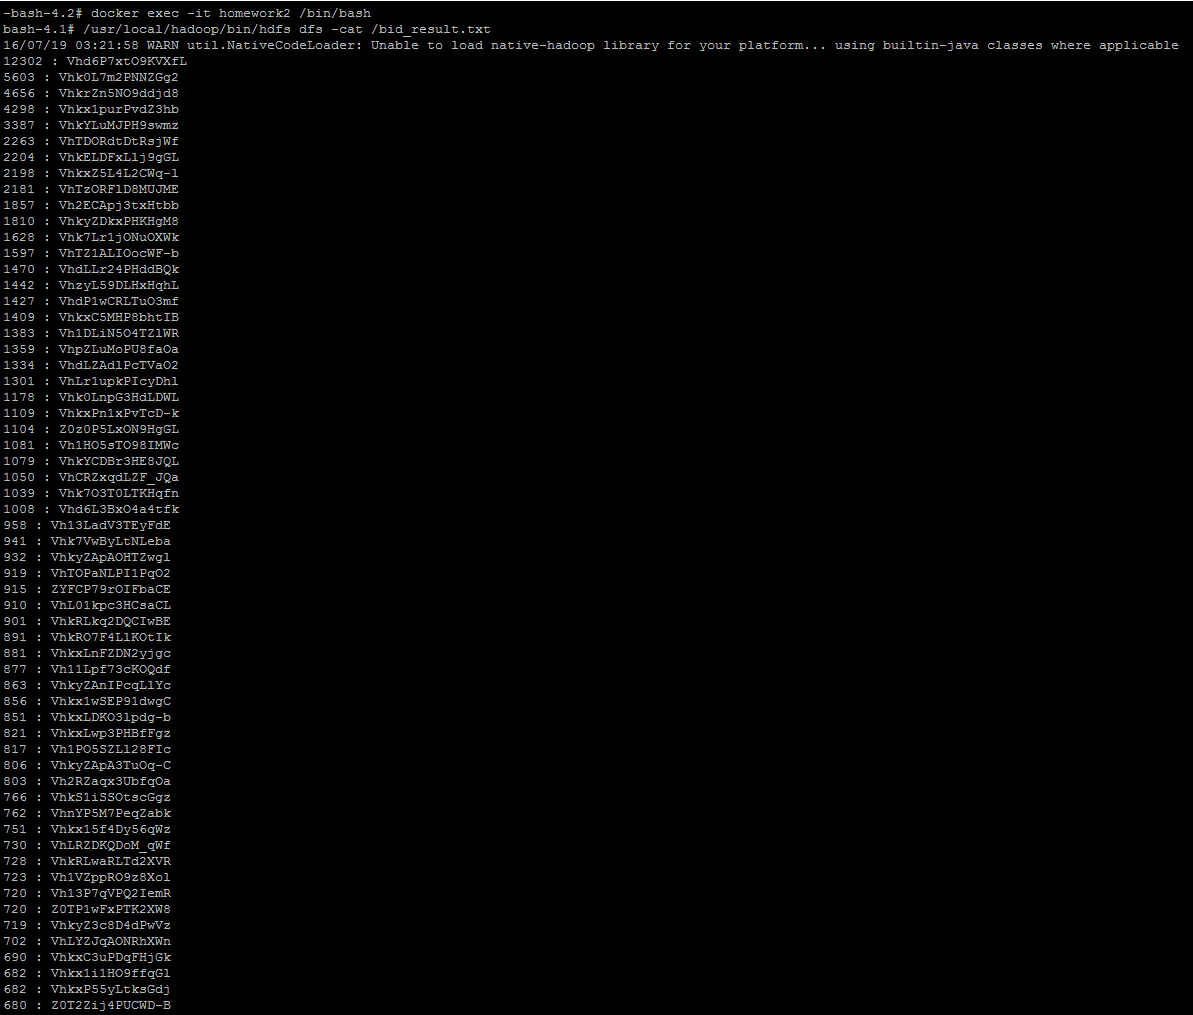 -bash-4.2# docker exec -it homework2 /bin/bash
bash-4.1# /usr/local/hadoop/bin/hdfs dfs -cat /bid_result.txt
16/07/19 03:21:58 WARN util.NativeCodeLoader: Unable to load native-hadoop library for your platform... using builtin-java classes where applicable
12302 : Vhd6P7xtO9KVXfL
5603 : Vhk0L7m2PNNZGg2
4656 : VhkrZn5NO9ddjd8
4298 : Vhkx1purPvdZ3hb
3387 : VhkYLuMJPH9swmz
2263 : VhTDORdtDtRsjWf
2204 : VhkELDFxLlj9gGL
2198 : VhkxZ5L4L2CWq-l
2181 : VhTzORFlD8MUJME
1857 : Vh2ECApj3txHtbb
1810 : VhkyZDkxPHKHgM8
1628 : Vhk7Lr1jONuOXWk
1597 : VhTZ1ALIOocWF-b
1470 : VhdLLr24PHddBQk
1442 : VhzyL59DLHxHqhL
1427 : VhdP1wCRLTuO3mf
1409 : VhkxC5MHP8bhtIB
1383 : Vh1DLiN5O4TZlWR
1359 : VhpZLuMoPU8faOa
1334 : VhdLZAdlPcTVaO2
1301 : VhLr1upkPIcyDhl
1178 : Vhk0LnpG3HdLDWL
1109 : VhkxPn1xPvTcD-k
1104 : Z0z0P5LxON9HgGL
1081 : Vh1HO5sTO98IMWc
1079 : VhkYCDBr3HE8JQL
1050 : VhCRZxqdLZF_JQa
1039 : Vhk7O3T0LTKHqfn
1008 : Vhd6L3BxO4a4tfk
958 : Vh13LadV3TEyFdE
941 : Vhk7VwByLtNLeba
932 : VhkyZApAOHTZwgl
919 : VhTOPaNLPI1PqO2
915 : ZYFCP79rOIFbaCE
910 : VhL01kpc3HCsaCL
901 : VhkRLkq2DQCIwBE
891 : VhkRO7F4LlKOtIk
881 : VhkxLnFZDN2yjgc
877 : Vh11Lpf73cKOQdf
863 : VhkyZAnIPcqLlYc
856 : Vhkx1wSEP91dwgC
851 : VhkxLDKO3lpdg-b
821 : VhkxLwp3PHBfFgz
817 : Vh1PO5SZLl28FIc
806 : VhkyZApA3TuOq-C
803 : Vh2RZaqx3UbfqOa
766 : VhkS1iSSOtscGgz
762 : VhnYP5M7PeqZabk
751 : Vhkx15f4Dy56qWz
730 : VhLRZDKQDoM_qWf
728 : VhkRLwaRLTd2XVR
723 : Vh1VZppRO9z8Xol
720 : Vh13P7qVPQ2IemR
720 : Z0TP1wFxPTK2XW8
719 : VhkyZ3c8D4dPwVz
702 : VhLYZJqAONRhXWn
690 : VhkxC3uPDqFHjGk
682 : Vhkx1i1HO9ffqGl
682 : VhkxP55yLtksGdj
680 : Z0T2Zij4PUCWD-B